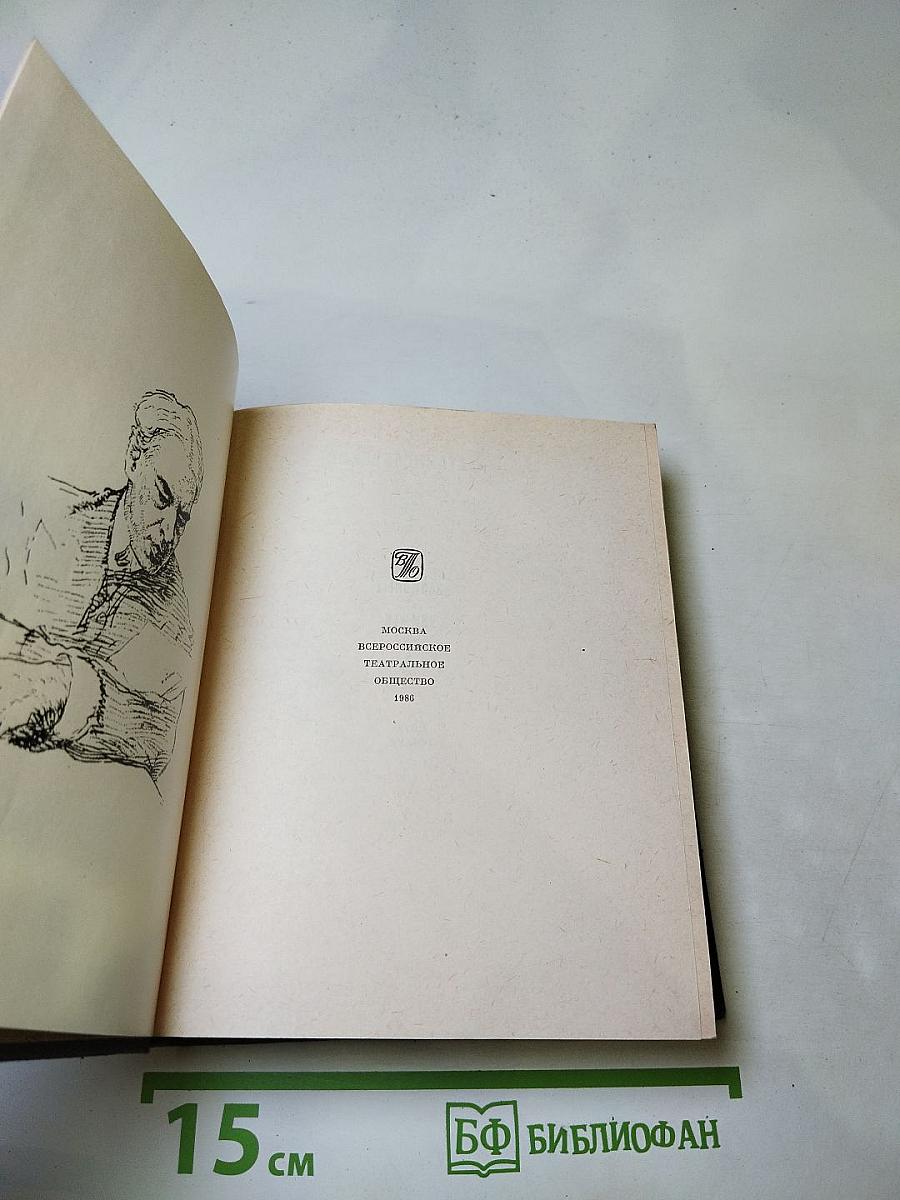 ВТО
МОСКВА
ВСЕРОССИЙСКОЕ
ТЕАТРАЛЬНОЕ
ОБЩЕСТВО
1986
15 см
БФ БИБЛИОФАН